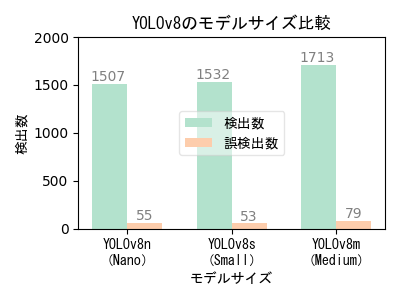 YOLOv8のモデルサイズ比較
検出数
2000
1500
1000
500
0
1507
55
1532
53
1713
79
検出数
誤検出数
YOLOv8n
(Nano)
YOLOv8s
(Small)
YOLOv8m
(Medium)
モデルサイズ